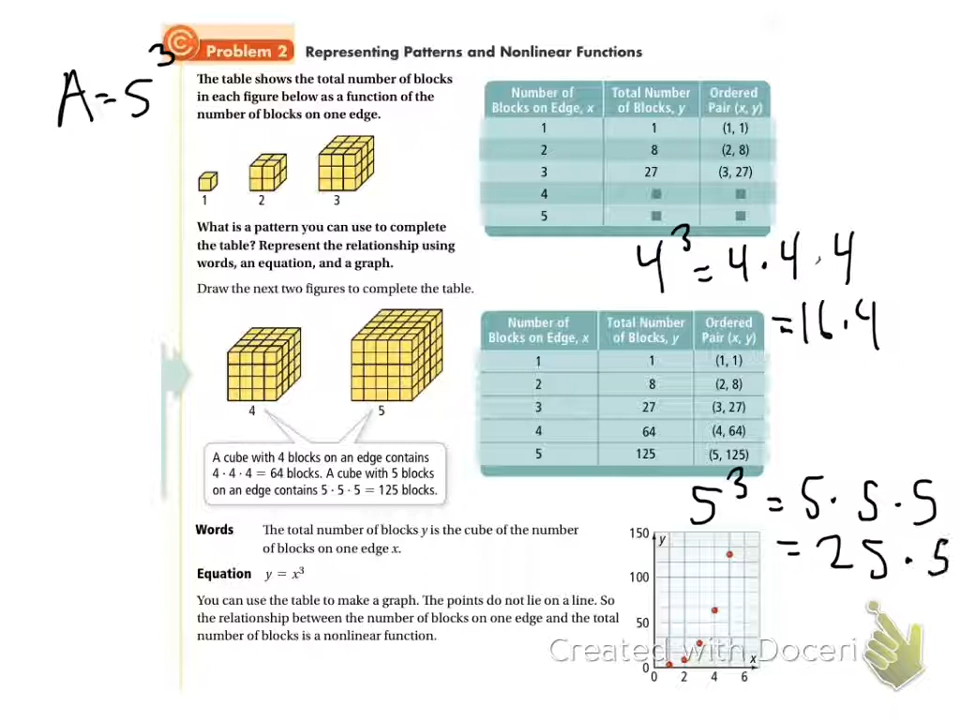 A = 5³
Problem 2 Representing Patterns and Nonlinear Functions
The table shows the total number of blocks
in each figure below as a function of the
number of blocks on one edge.
1 2 3
What is a pattern you can use to complete
the table? Represent the relationship using
words, an equation, and a graph.
Draw the next two figures to complete the table.
Number of Total Number Ordered
Blocks on Edge, x of Blocks, y Pair (x, y)
1 1 (1, 1)
2 8 (2, 8)
3 27 (3, 27)
4 ■ ■
5 ■ ■
4³ = 4 · 4 · 4
= 16 · 4
4 5
A cube with 4 blocks on an edge contains
4 · 4 · 4 = 64 blocks. A cube with 5 blocks
on an edge contains 5 · 5 · 5 = 125 blocks.
Number of Total Number Ordered
Blocks on Edge, x of Blocks, y Pair (x, y)
1 1 (1, 1)
2 8 (2, 8)
3 27 (3, 27)
4 64 (4, 64)
5 125 (5, 125)
5³ = 5 · 5 · 5
= 25 · 5
Words The total number of blocks y is the cube of the number
of blocks on one edge x.
Equation y = x³
You can use the table to make a graph. The points do not lie on a line. So
the relationship between the number of blocks on one edge and the total
number of blocks is a nonlinear function.
150 y
100
50
0 x
0 2 4 6
Created with Doceri